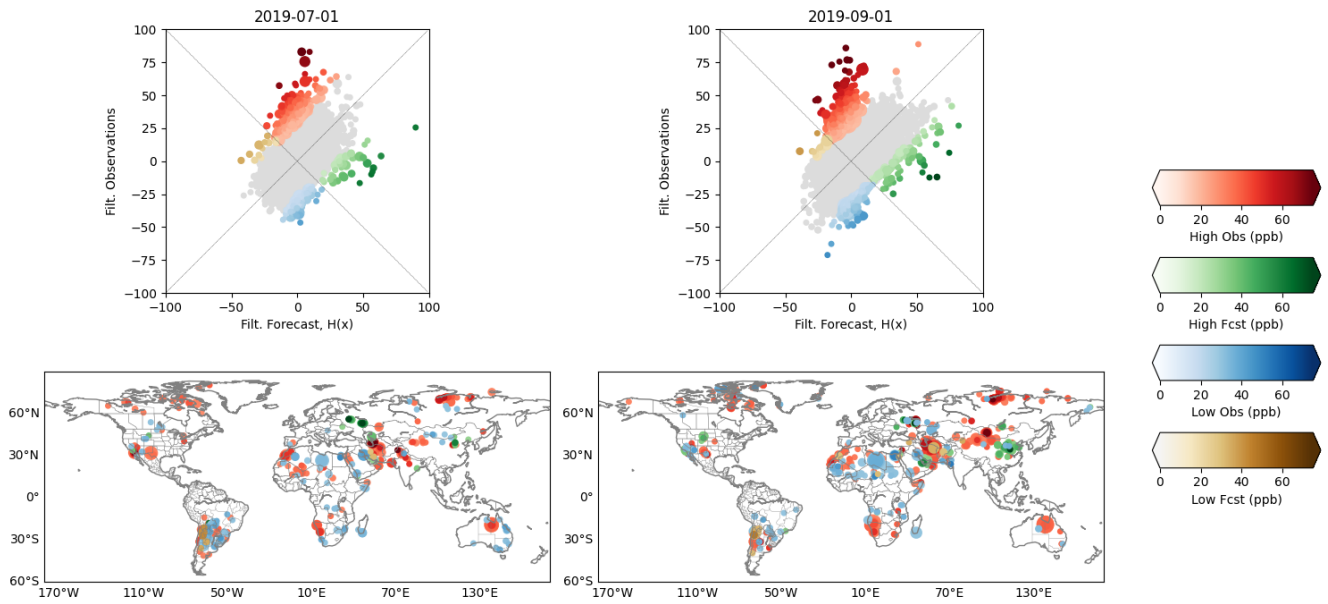 2019-07-01
100
75
50
25
0
−25
−50
−75
−100
Filt. Observations
−100 −50 0 50 100
Filt. Forecast, H(x)
2019-09-01
100
75
50
25
0
−25
−50
−75
−100
Filt. Observations
−100 −50 0 50 100
Filt. Forecast, H(x)
0 20 40 60
High Obs (ppb)
0 20 40 60
High Fcst (ppb)
0 20 40 60
Low Obs (ppb)
0 20 40 60
Low Fcst (ppb)
60°N
30°N
0°
30°S
60°S
170°W 110°W 50°W 10°E 70°E 130°E
60°N
30°N
0°
30°S
60°S
170°W 110°W 50°W 10°E 70°E 130°E